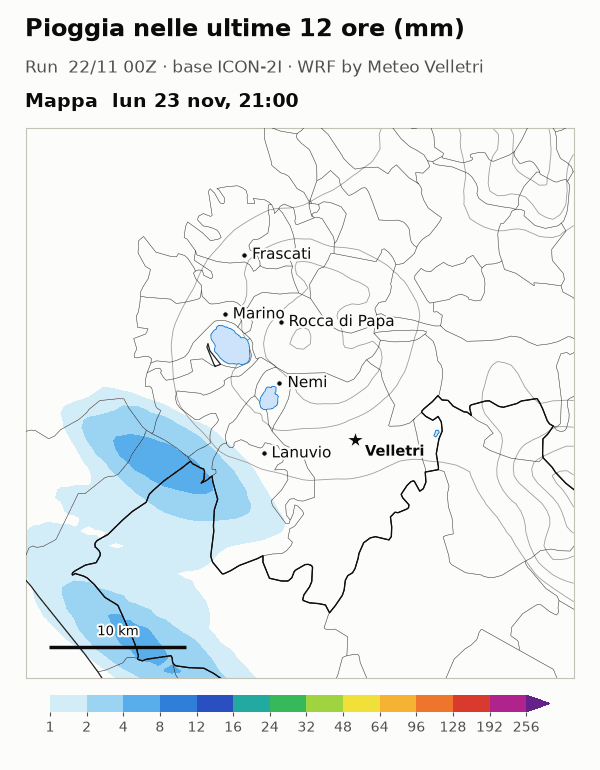 Pioggia nelle ultime 12 ore (mm)
Run  22/11 00Z · base ICON-2I · WRF by Meteo Velletri
Mappa  lun 23 nov, 21:00
Frascati
Marino
Rocca di Papa
Nemi
Velletri
Lanuvio
10 km
1 2 4 8 12 16 24 32 48 64 96 128 192 256